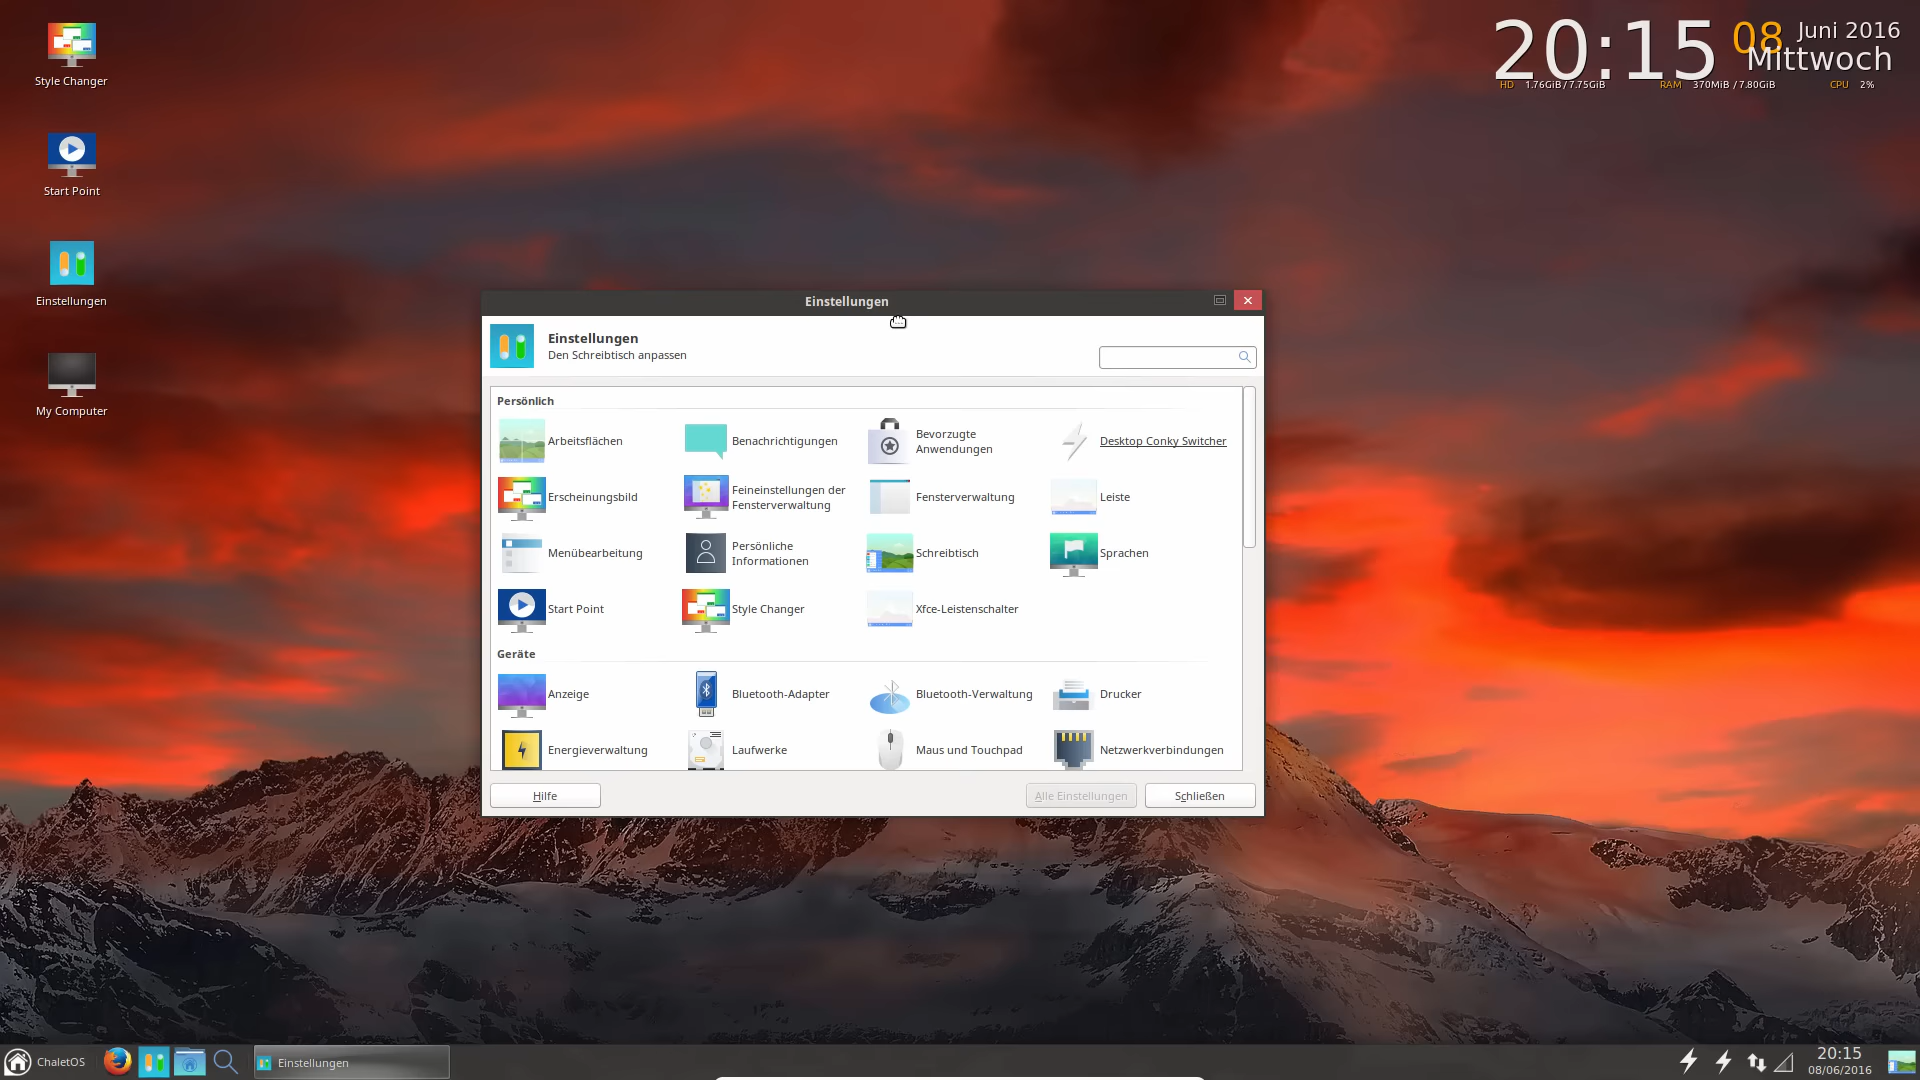 Style Changer
Start Point
Einstellungen
My Computer
20:15 08 Juni 2016
Mittwoch
HD 1.76GiB / 7.75GiB RAM 370MiB / 7.80GiB CPU 2%
Einstellungen
Einstellungen
Den Schreibtisch anpassen
Persönlich
Arbeitsflächen
Benachrichtigungen
Bevorzugte
Anwendungen
Desktop Conky Switcher
Erscheinungsbild
Feineinstellungen der
Fensterverwaltung
Fensterverwaltung
Leiste
Menübearbeitung
Persönliche
Informationen
Schreibtisch
Sprachen
Start Point
Style Changer
Xfce-Leistenschalter
Geräte
Anzeige
Bluetooth-Adapter
Bluetooth-Verwaltung
Drucker
Energieverwaltung
Laufwerke
Maus und Touchpad
Netzwerkverbindungen
Hilfe
Alle Einstellungen
Schließen
ChaletOS
Einstellungen
20:15
08/06/2016